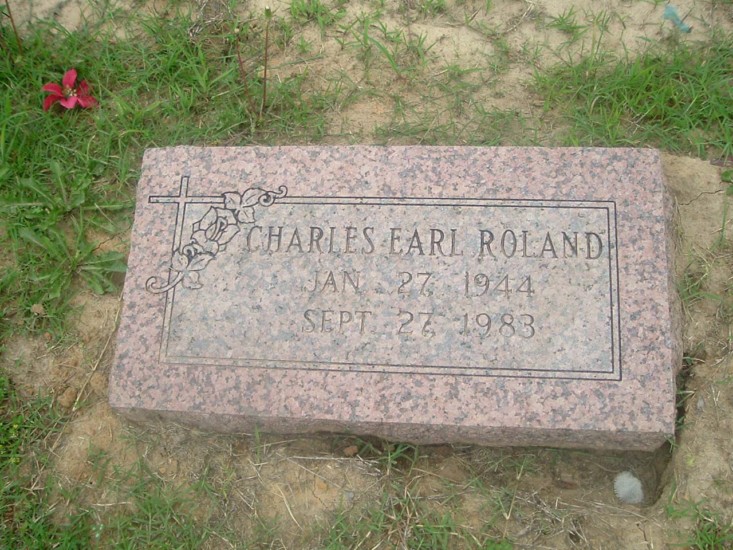 CHARLES EARL ROLAND
JAN. 27, 1944
SEPT. 27, 1983